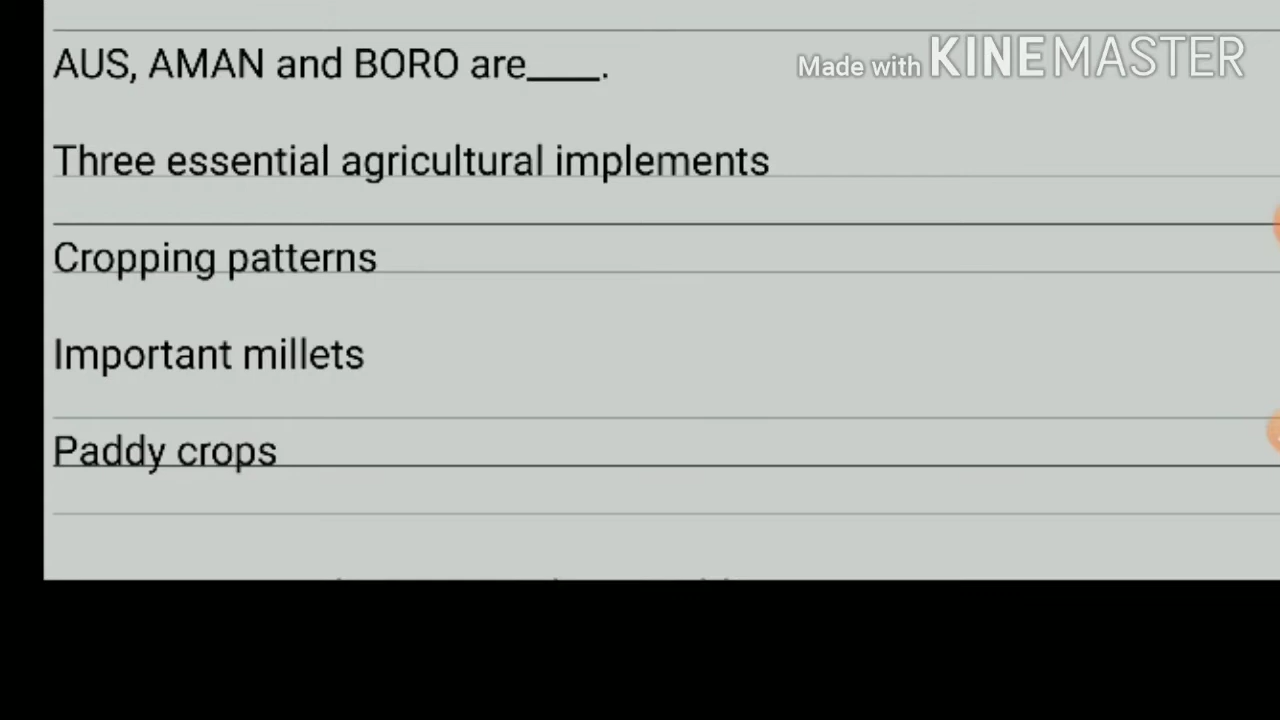 AUS, AMAN and BORO are____.
Made with KINEMASTER
Three essential agricultural implements
Cropping patterns
Important millets
Paddy crops